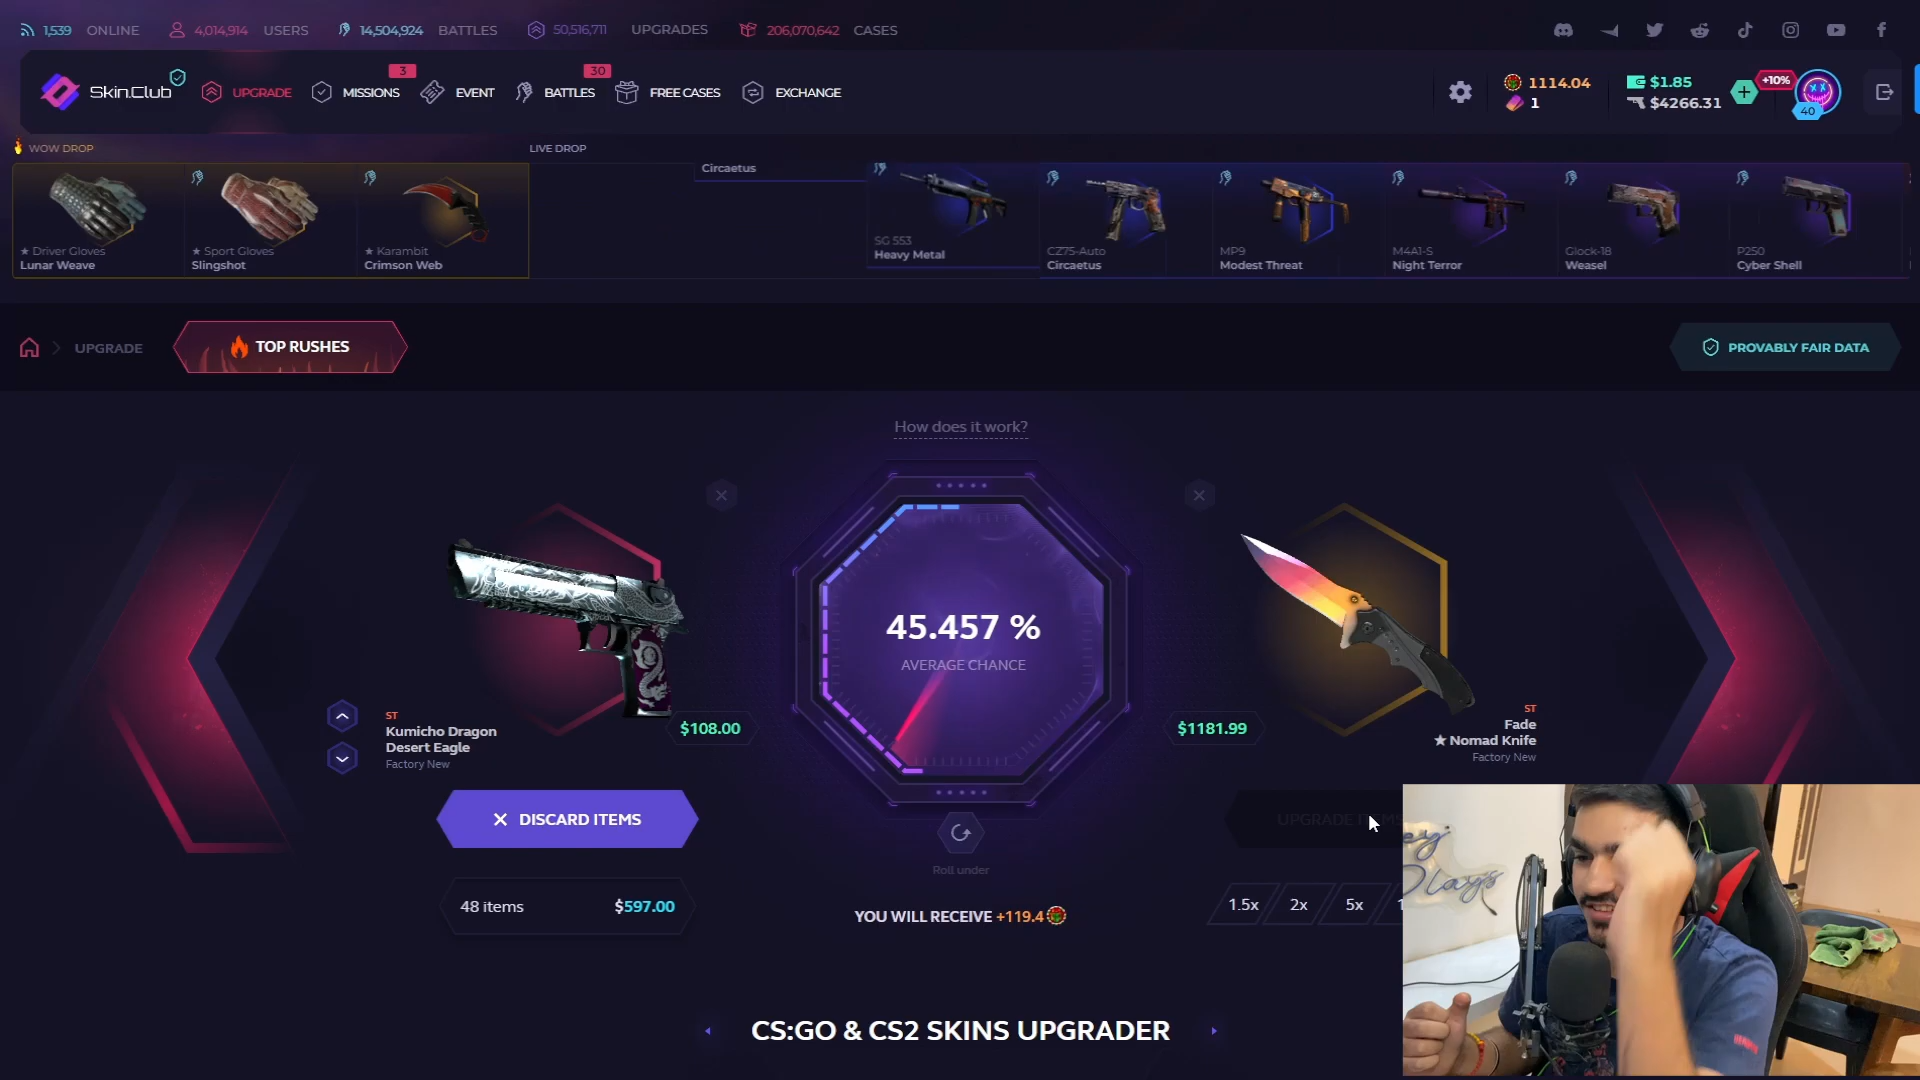 1,539 ONLINE 4,014,914 USERS 14,504,924 BATTLES 50,516,711 UPGRADES 206,070,642 CASES
3 30
Skin.Club UPGRADE MISSIONS EVENT BATTLES FREE CASES EXCHANGE
1114.04 $1.85 +10%
1 $4266.31 40
WOW DROP LIVE DROP
Circaetus
★ Driver Gloves
Lunar Weave
★ Sport Gloves
Slingshot
★ Karambit
Crimson Web
SG 553
Heavy Metal
CZ75-Auto
Circaetus
MP9
Modest Threat
M4A1-S
Night Terror
Glock-18
Weasel
P250
Cyber Shell
UPGRADE TOP RUSHES PROVABLY FAIR DATA
How does it work?
45.457 %
AVERAGE CHANCE
ST
Kumicho Dragon
Desert Eagle
Factory New
$108.00
$1181.99
ST
Fade
★ Nomad Knife
Factory New
DISCARD ITEMS
UPGRADE
Roll under
48 items $597.00
YOU WILL RECEIVE +119.4
1.5x 2x 5x
CS:GO & CS2 SKINS UPGRADER